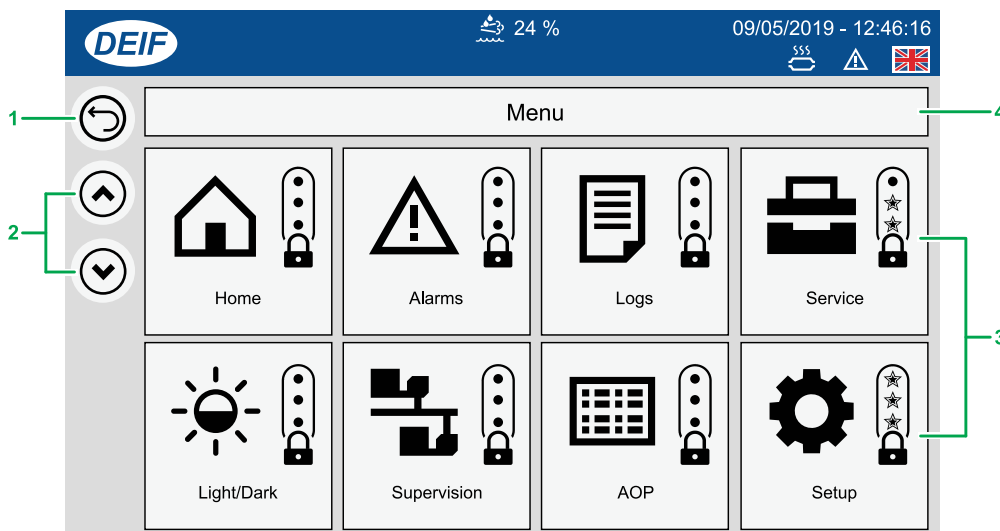 DEIF
24 %
09/05/2019 - 12:46:16
1
Menu
4
2
Home
Alarms
Logs
Service
3
Light/Dark
Supervision
AOP
Setup